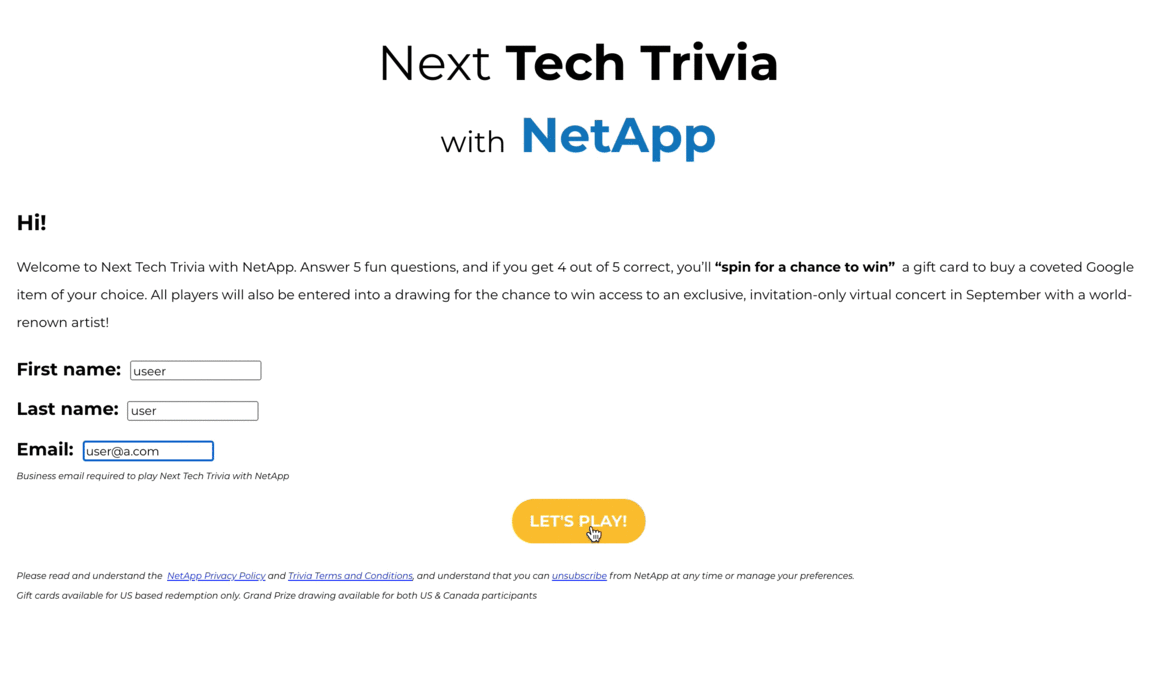 Next Tech Trivia
with NetApp
Hi!
Welcome to Next Tech Trivia with NetApp. Answer 5 fun questions, and if you get 4 out of 5 correct, you'll “spin for a chance to win” a gift card to buy a coveted Google
item of your choice. All players will also be entered into a drawing for the chance to win access to an exclusive, invitation-only virtual concert in September with a world-
renown artist!
First name: useer
Last name: user
Email: user@a.com
Business email required to play Next Tech Trivia with NetApp
LET'S PLAY!
Please read and understand the NetApp Privacy Policy and Trivia Terms and Conditions, and understand that you can unsubscribe from NetApp at any time or manage your preferences.
Gift cards available for US based redemption only. Grand Prize drawing available for both US & Canada participants